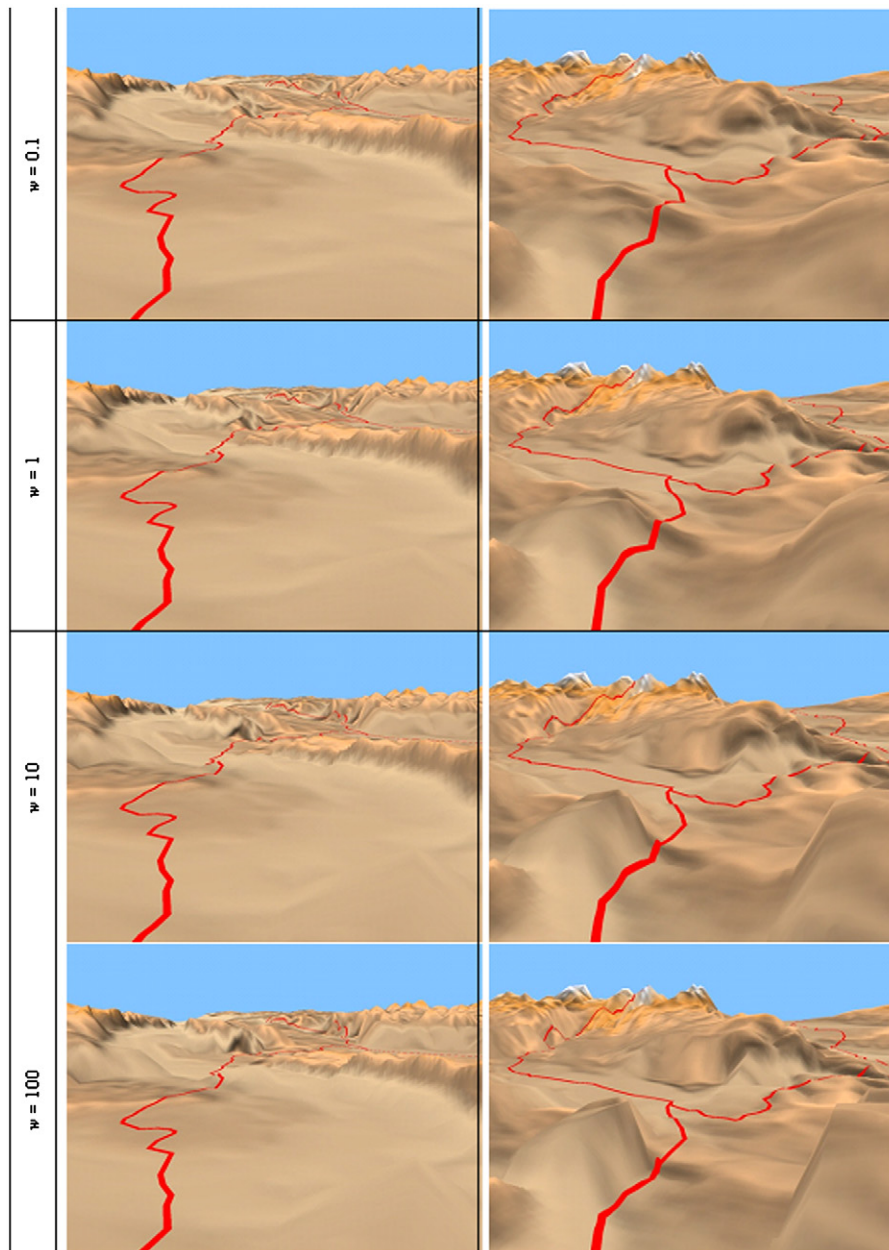 w = 0.1
w = 1
w = 10
w = 100